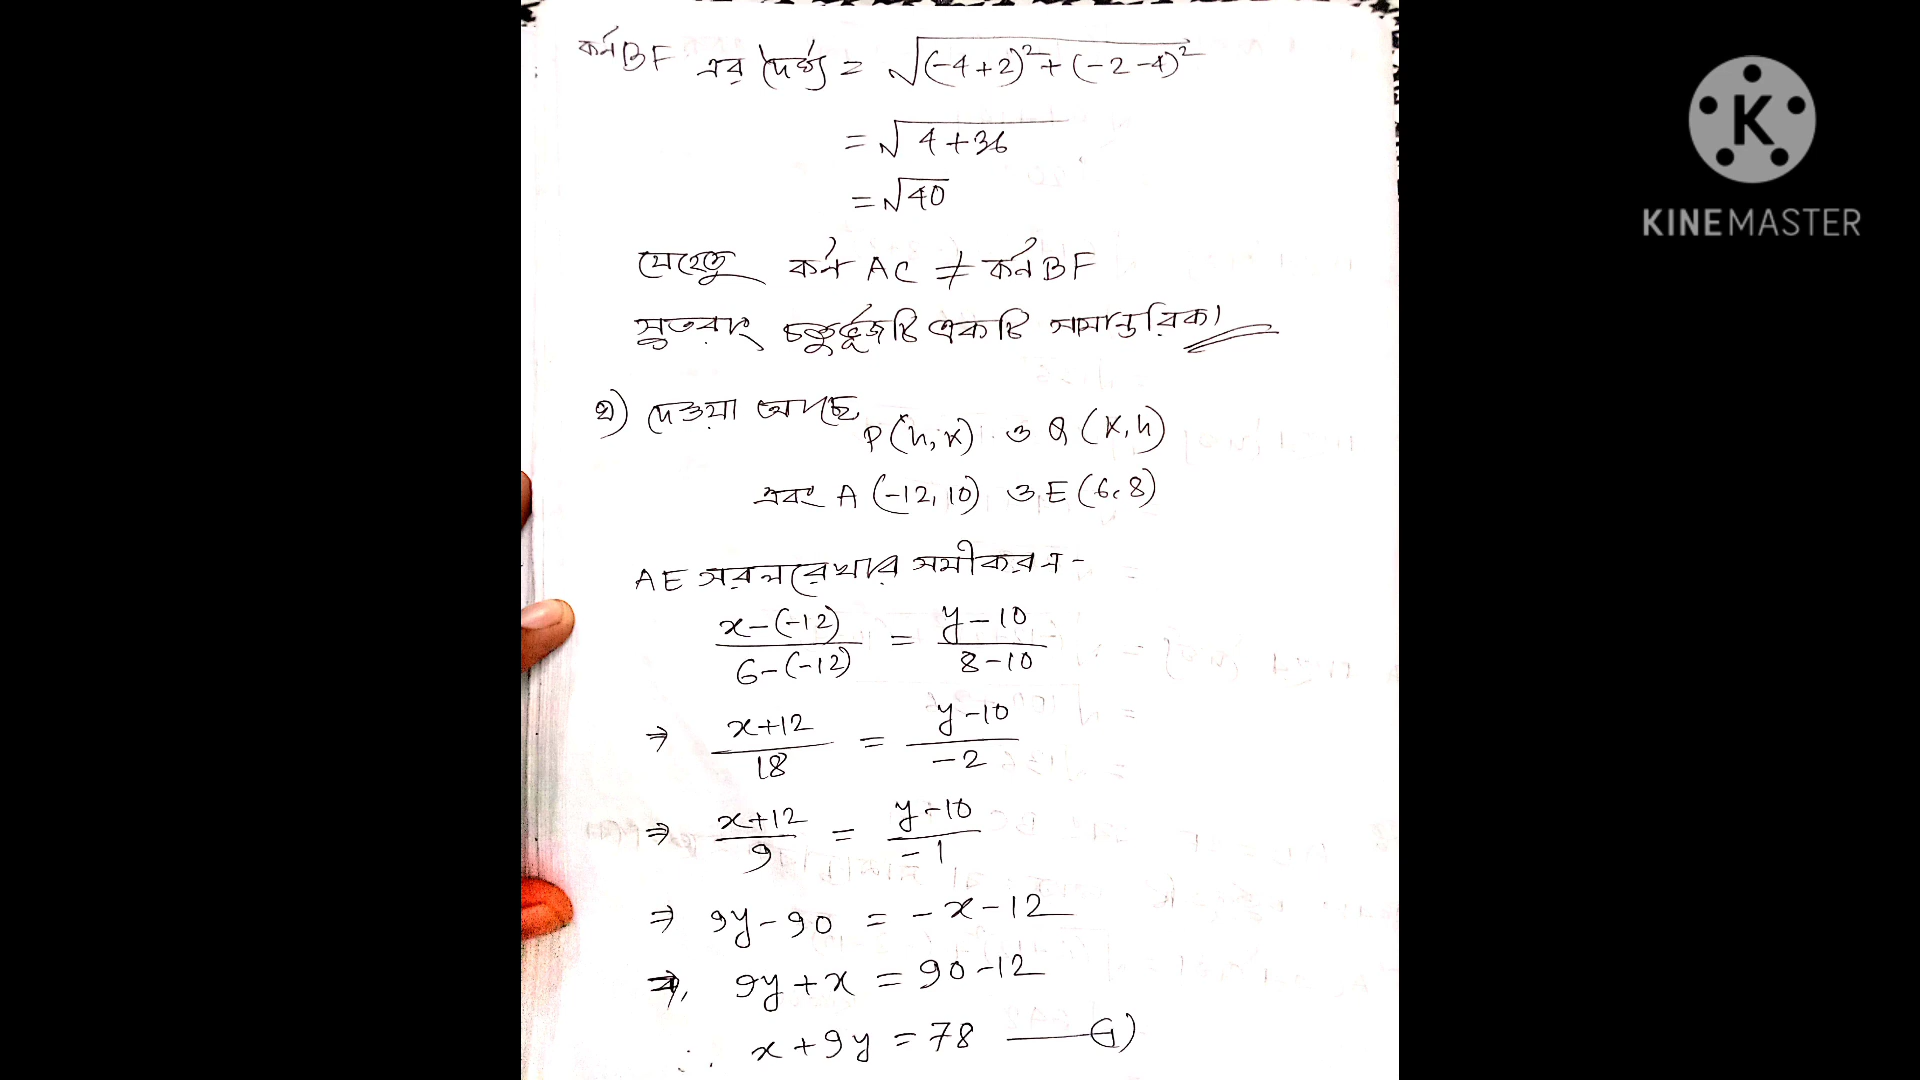 কর্ন BF এর দৈর্ঘ্য = √(-4+2)² + (-2-4)²
= √4+36
= √40
যেহেতু কর্ন AC ≠ কর্ন BF
সুতরাং চতুর্ভূজটি একটি সামান্তরিক।
খ) দেওয়া আছে
P(h,k) ও Q(k,h)
এবং A(-12,10) ও E(6,8)
AE সরলরেখার সমীকরন -
x-(-12) / 6-(-12) = y-10 / 8-10
⇒ x+12 / 18 = y-10 / -2
⇒ x+12 / 9 = y-10 / -1
⇒ 9y-90 = -x-12
⇒ 9y+x = 90-12
∴ x+9y = 78 —— (i)
K
KINEMASTER